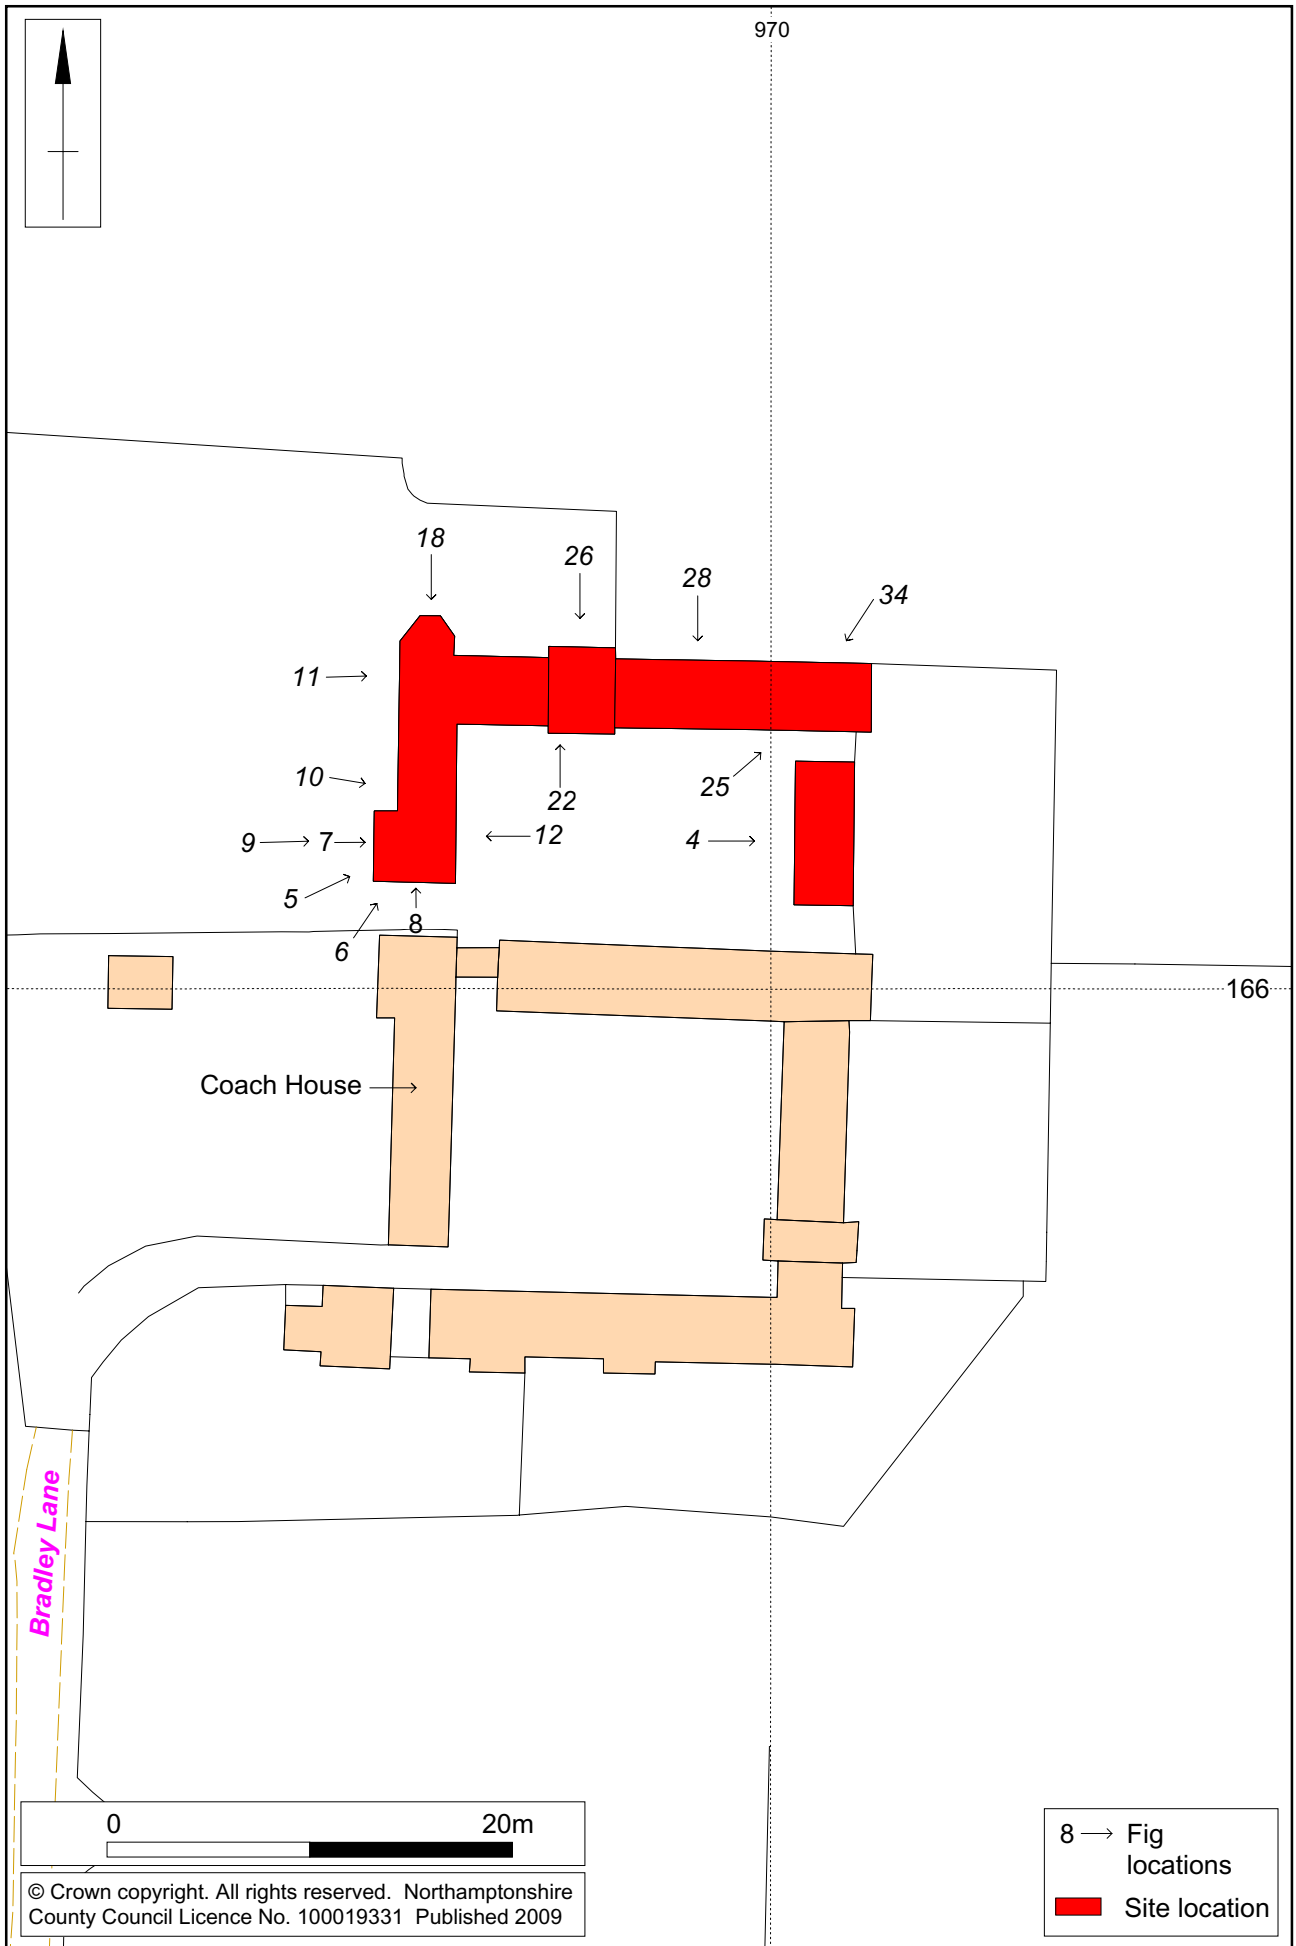 970
18
26
28
34
11
10
22
25
9
7
12
4
5
6
8
166
Coach House
Bradley Lane
0 20m
© Crown copyright. All rights reserved. Northamptonshire
County Council Licence No. 100019331 Published 2009
8 Fig
locations
Site location